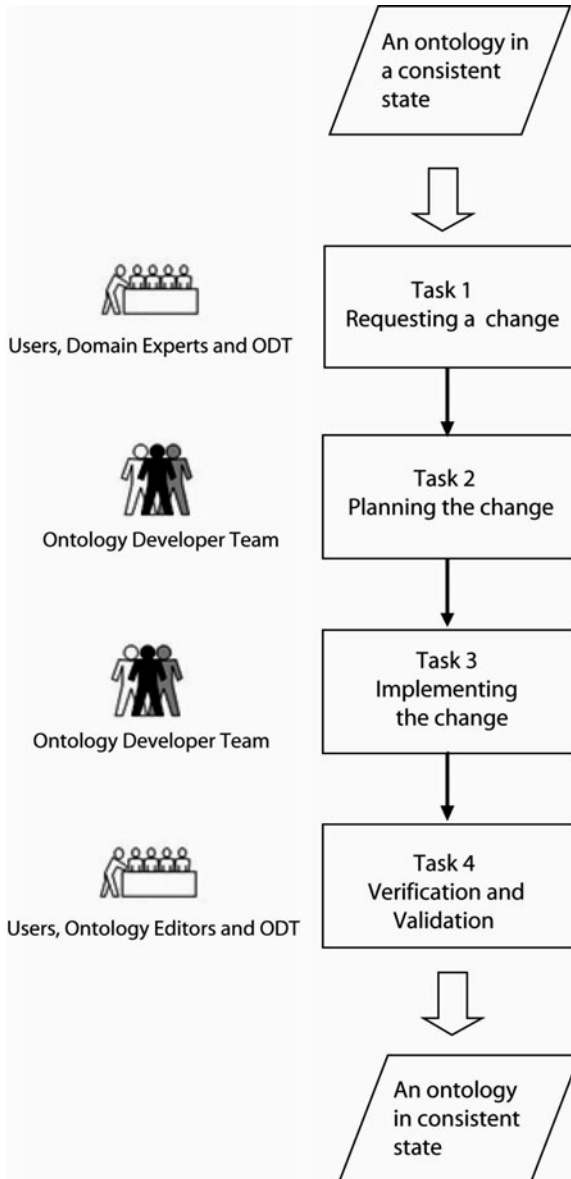 An ontology in
a consistent
state
Task 1
Requesting a change
Users, Domain Experts and ODT
Task 2
Planning the change
Ontology Developer Team
Task 3
Implementing
the change
Ontology Developer Team
Task 4
Verification and
Validation
Users, Ontology Editors and ODT
An ontology
in consistent
state